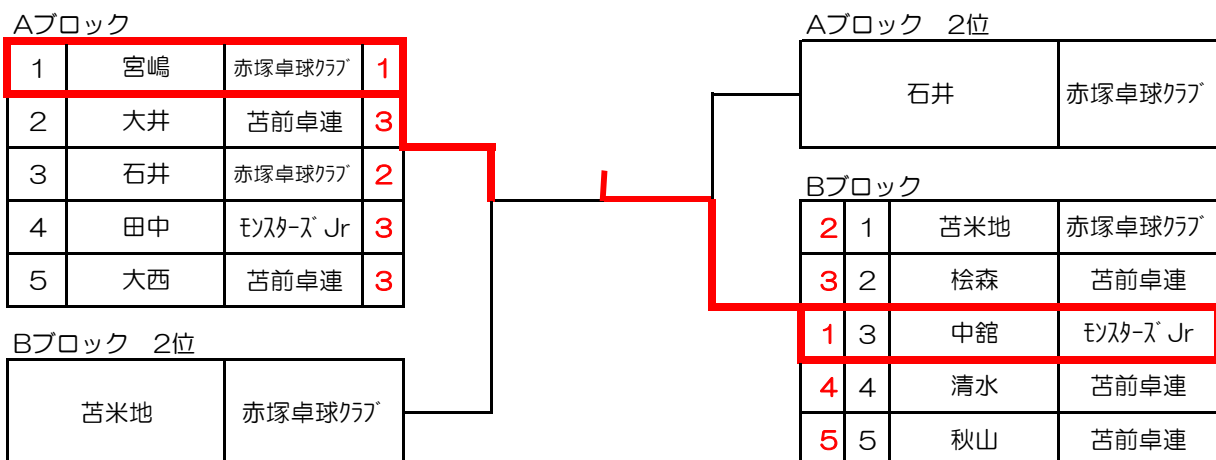 Aブロック
1 宮嶋 赤塚卓球ｸﾗﾌﾞ 1
2 大井 苫前卓連 3
3 石井 赤塚卓球ｸﾗﾌﾞ 2
4 田中 ﾓﾝｽﾀｰｽﾞJr 3
5 大西 苫前卓連 3
Bブロック 2位
苫米地 赤塚卓球ｸﾗﾌﾞ
Aブロック 2位
石井 赤塚卓球ｸﾗﾌﾞ
Bブロック
2 1 苫米地 赤塚卓球ｸﾗﾌﾞ
3 2 桧森 苫前卓連
1 3 中舘 ﾓﾝｽﾀｰｽﾞJr
4 4 清水 苫前卓連
5 5 秋山 苫前卓連